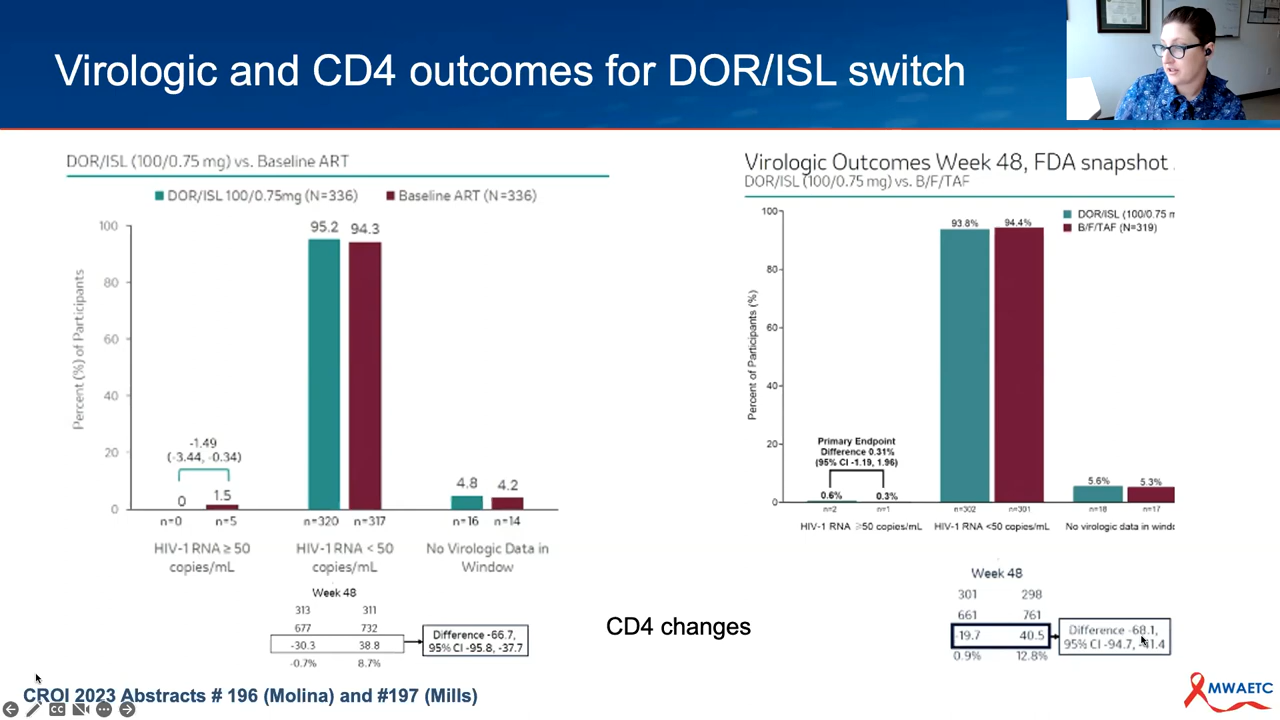 Virologic and CD4 outcomes for DOR/ISL switch
DOR/ISL (100/0.75 mg) vs. Baseline ART
DOR/ISL 100/0.75mg (N=336) Baseline ART (N=336)
Percent (%) of Participants
100
80
60
40
20
0
-1.49
(-3.44, -0.34)
0 1.5
95.2 94.3
4.8 4.2
n=0 n=5 n=320 n=317 n=16 n=14
HIV-1 RNA ≥ 50 copies/mL
HIV-1 RNA < 50 copies/mL
No Virologic Data in Window
Week 48
313 311
677 732
-30.3 38.8
-0.7% 8.7%
Difference -66.7,
95% CI -95.8, -37.7
CD4 changes
Virologic Outcomes Week 48, FDA snapshot
DOR/ISL (100/0.75 mg) vs. B/F/TAF
DOR/ISL (100/0.75 m
B/F/TAF (N=319)
Percent of Participants (%)
100
80
60
40
20
0
Primary Endpoint
Difference 0.31%
(95% CI -1.19, 1.96)
0.6% 0.3%
93.8% 94.4%
5.6% 5.3%
n=2 n=1 n=302 n=301 n=18 n=17
HIV-1 RNA ≥50 copies/mL HIV-1 RNA <50 copies/mL No virologic data in windo
Week 48
301 298
661 761
-19.7 40.5
0.9% 12.8%
Difference -68.1,
95% CI -94.7, -41.4
CROI 2023 Abstracts # 196 (Molina) and #197 (Mills)
CC
MWAETC